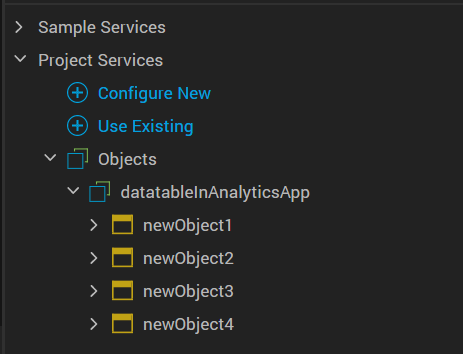 Sample Services
Project Services
Configure New
Use Existing
Objects
datatableInAnalyticsApp
newObject1
newObject2
newObject3
newObject4